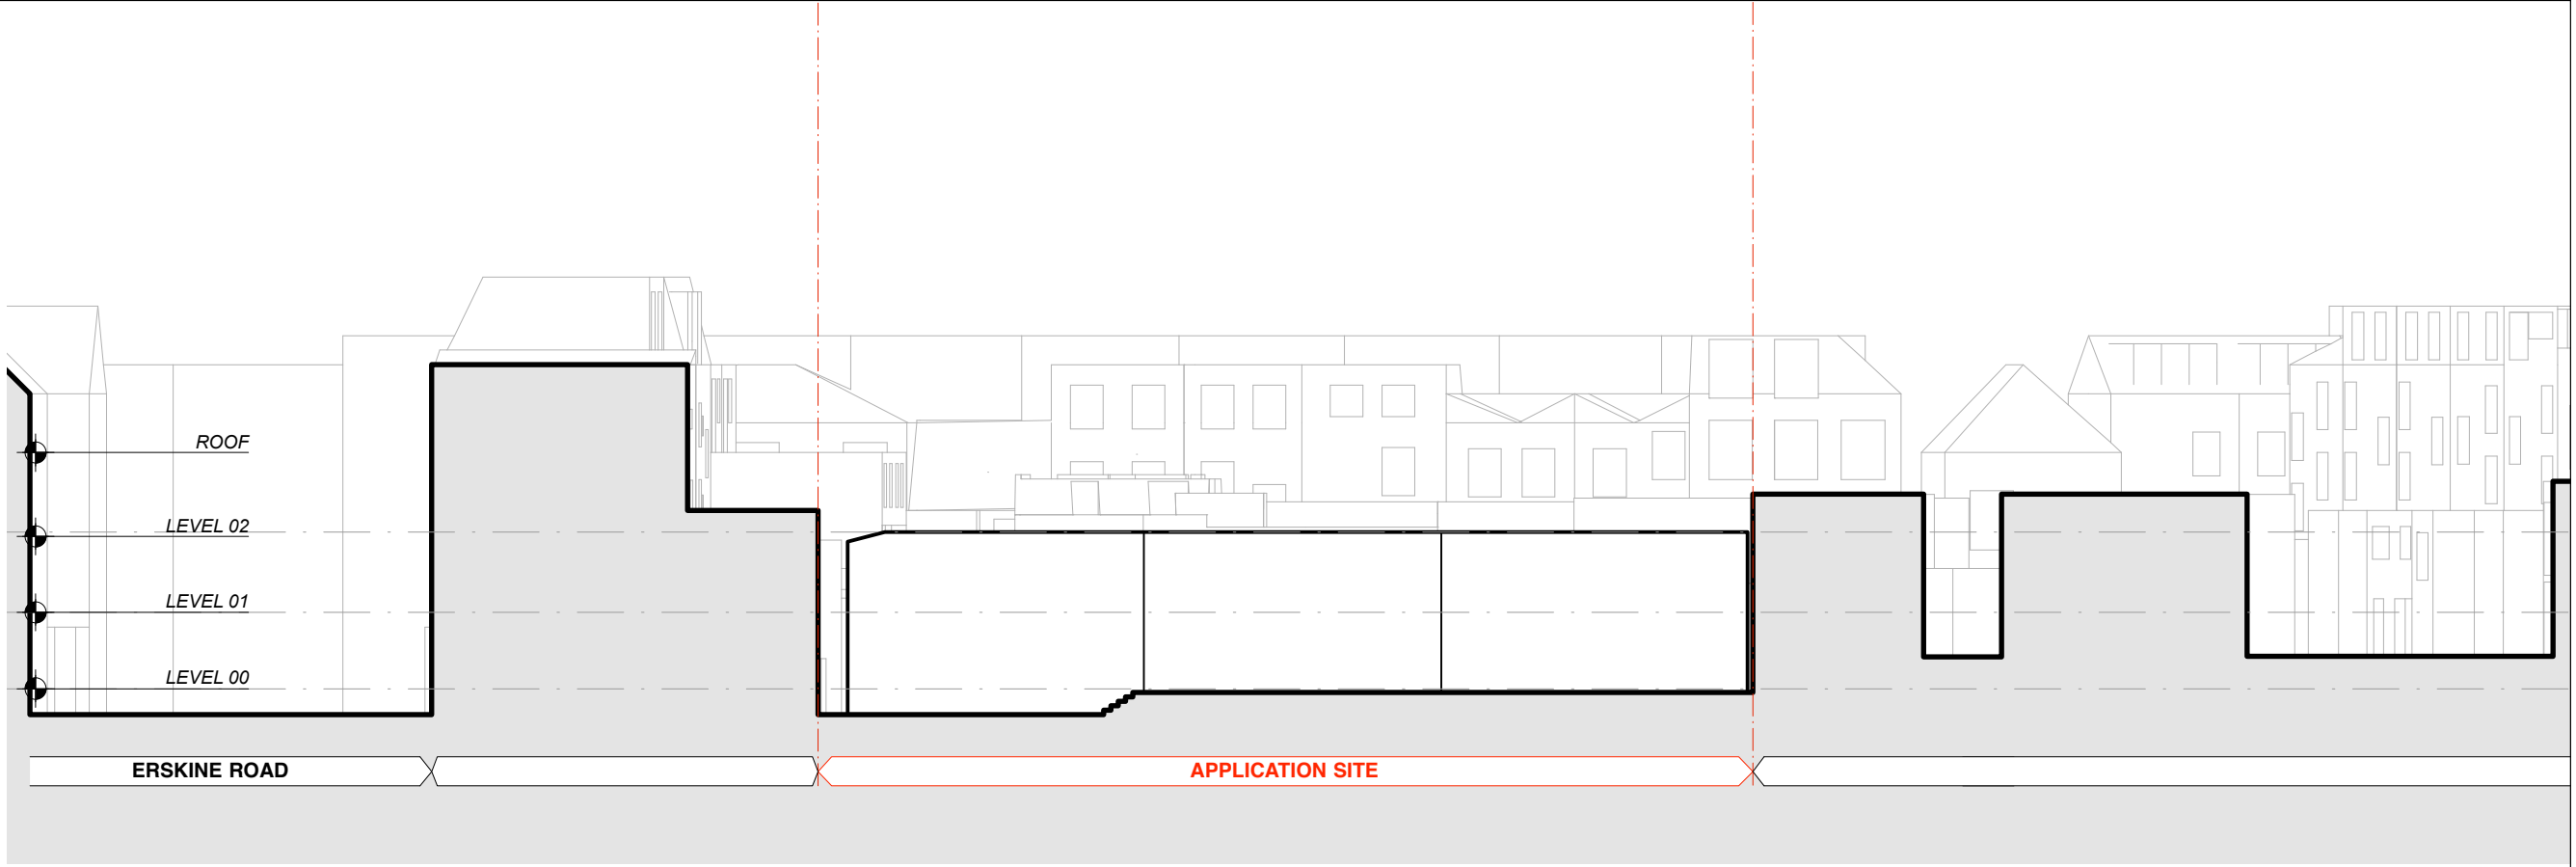 ROOF
LEVEL 02
LEVEL 01
LEVEL 00
ERSKINE ROAD
APPLICATION SITE